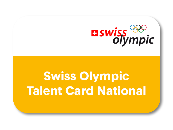 swiss
olympic
Swiss Olympic
Talent Card National